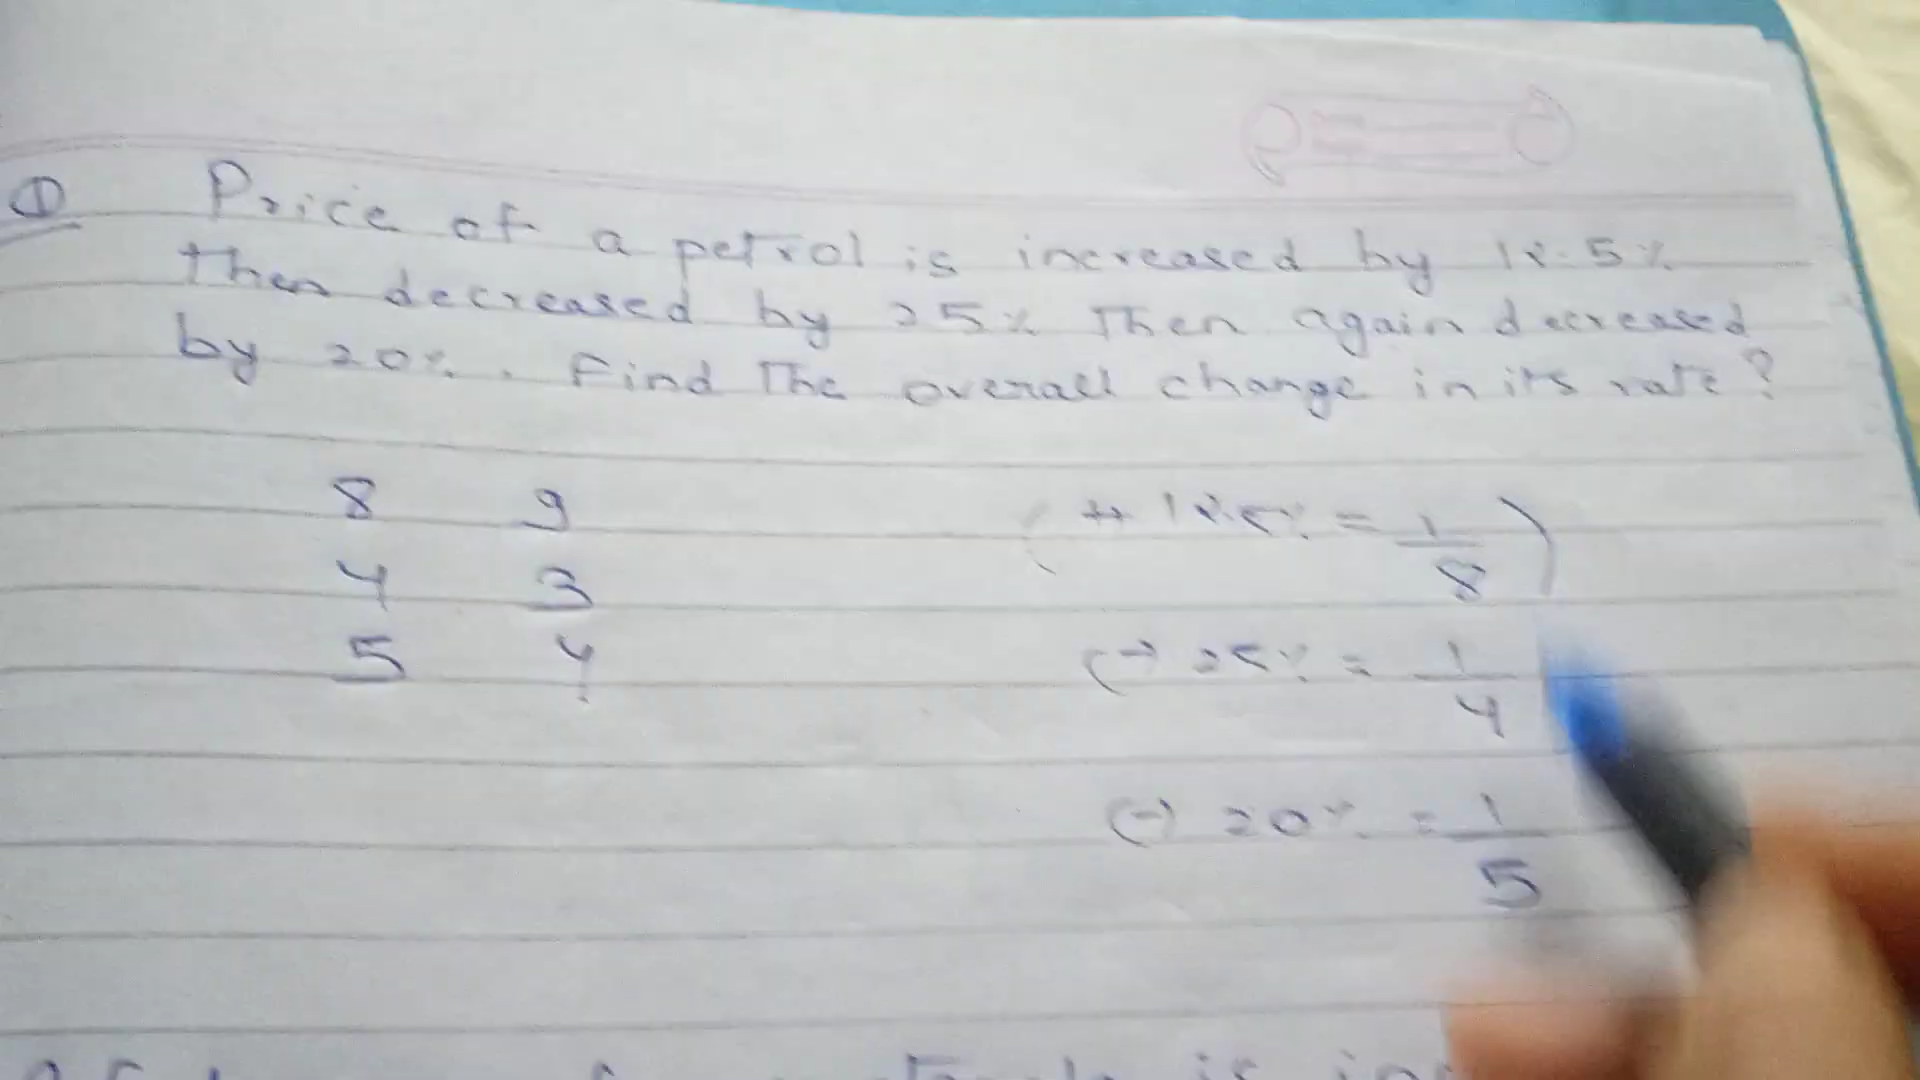 ① Price of a petrol is increased by 12.5%
then decreased by 25% Then again decreased
by 20%. Find The overall change in its rate?
8 9 (+) 12.5% = 1/8
4 3 (-) 25% = 1/4
5 4 (-) 20% = 1/5